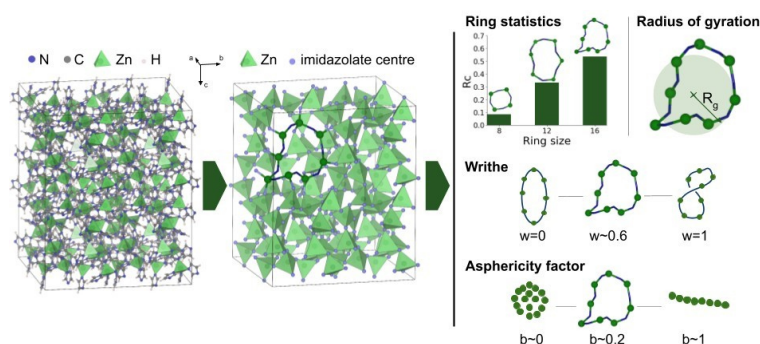 N C Zn H
a b
c
Zn imidazolate centre
Ring statistics
Rc
0.7
0.6
0.5
0.4
0.3
0.2
0.1
0.0
8 12 16
Ring size
Radius of gyration
Rg
Writhe
w=0 w~0.6 w=1
Asphericity factor
b~0 b~0.2 b~1